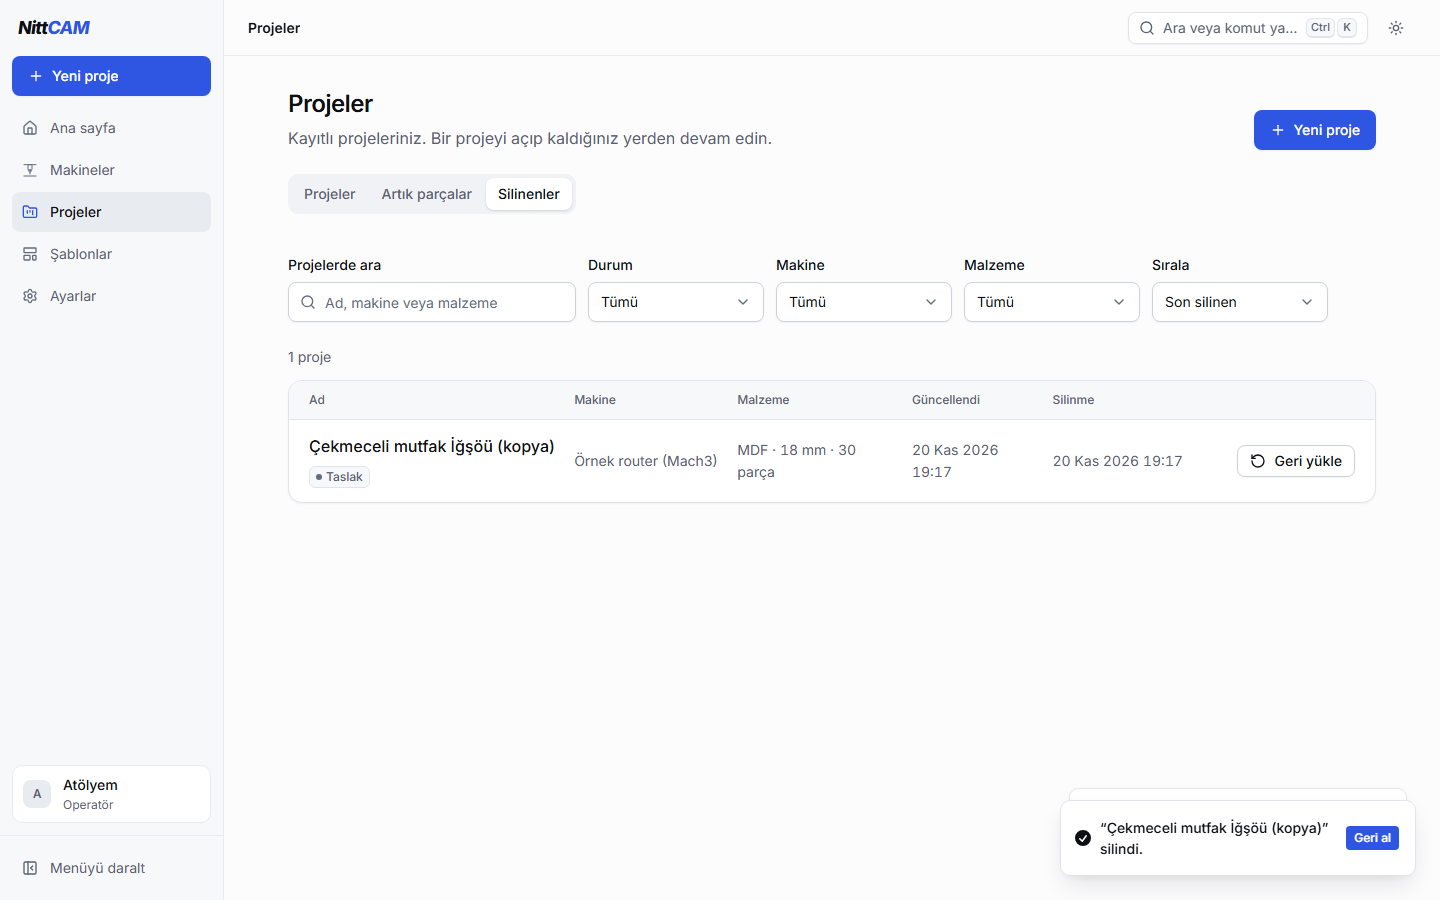 NittCAM
Projeler
Ara veya komut ya...
Ctrl
K
Yeni proje
Ana sayfa
Makineler
Projeler
Şablonlar
Ayarlar
Projeler
Kayıtlı projeleriniz. Bir projeyi açıp kaldığınız yerden devam edin.
Yeni proje
Projeler
Artık parçalar
Silinenler
Projelerde ara
Durum
Makine
Malzeme
Sırala
Ad, makine veya malzeme
Tümü
Tümü
Tümü
Son silinen
1 proje
Ad
Makine
Malzeme
Güncellendi
Silinme
Çekmeceli mutfak İğşöü (kopya)
Taslak
Örnek router (Mach3)
MDF · 18 mm · 30
parça
20 Kas 2026
19:17
20 Kas 2026 19:17
Geri yükle
A
Atölyem
Operatör
Menüyü daralt
“Çekmeceli mutfak İğşöü (kopya)”
silindi.
Geri al